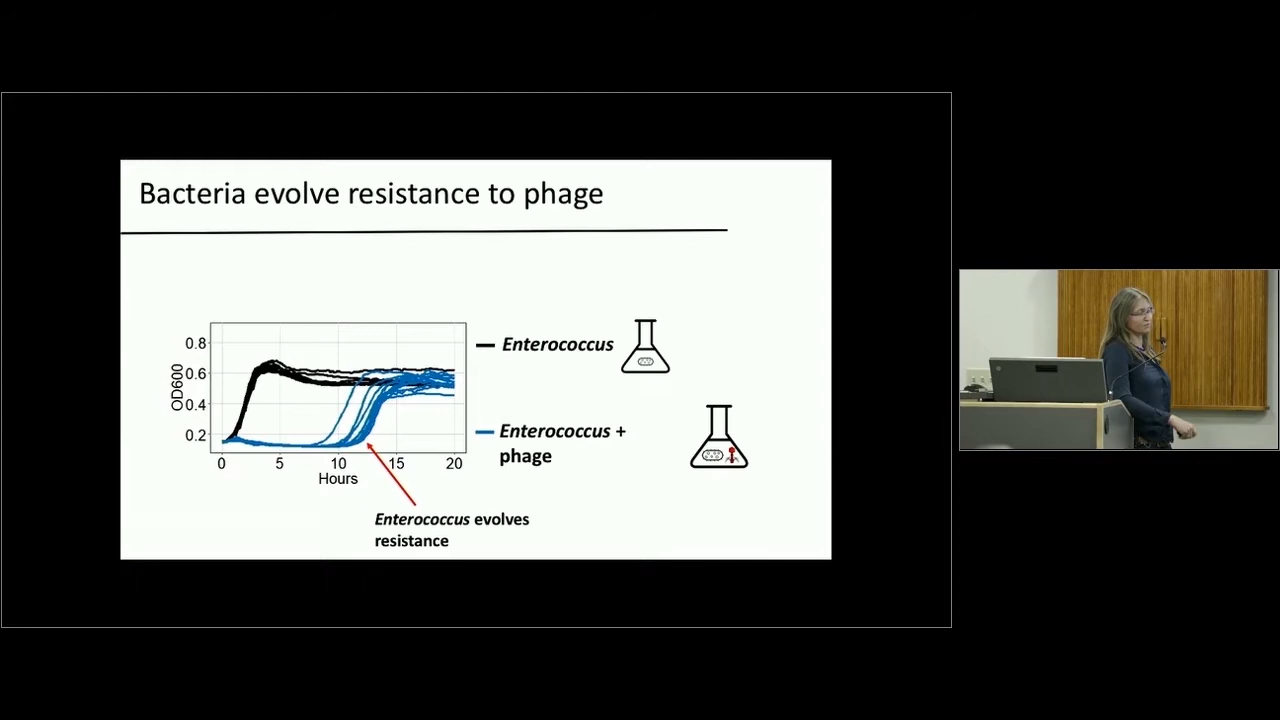 Bacteria evolve resistance to phage
0.8
0.6
0.4
0.2
OD600
0
5
10
15
20
Hours
Enterococcus
Enterococcus +
phage
Enterococcus evolves
resistance